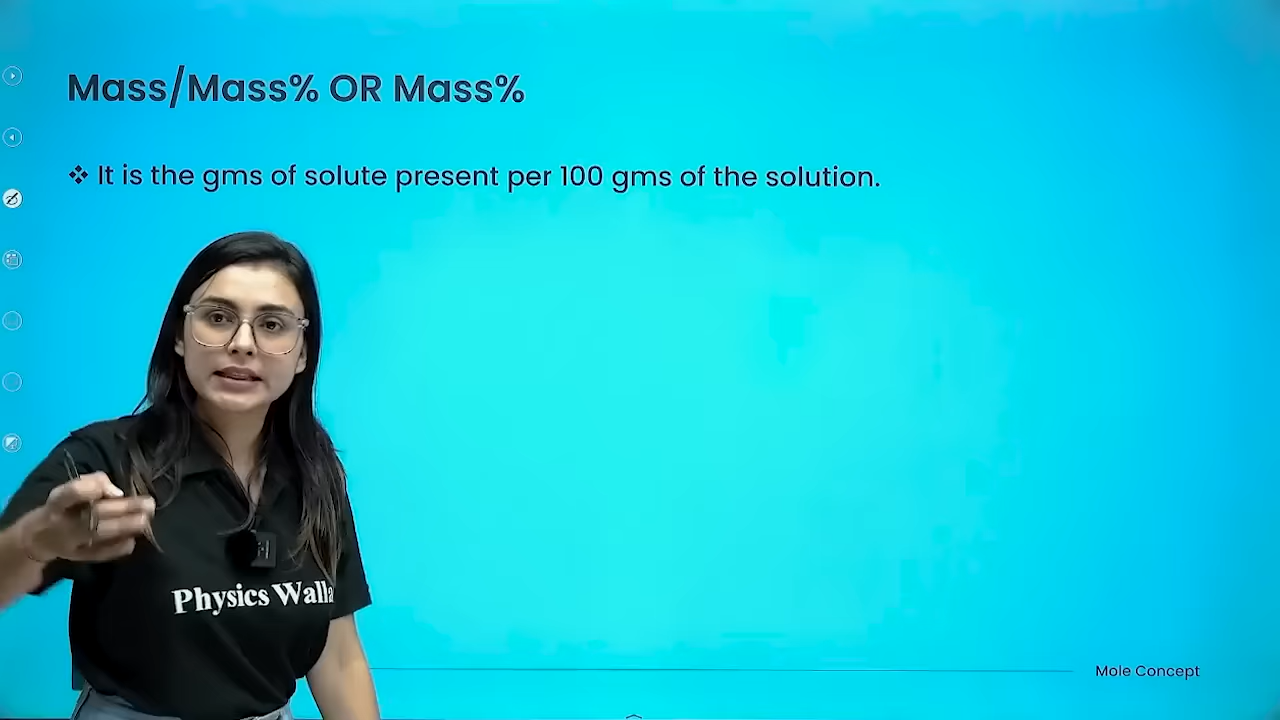 Mass/Mass% OR Mass%
❖ It is the gms of solute present per 100 gms of the solution.
Physics Walla
Mole Concept